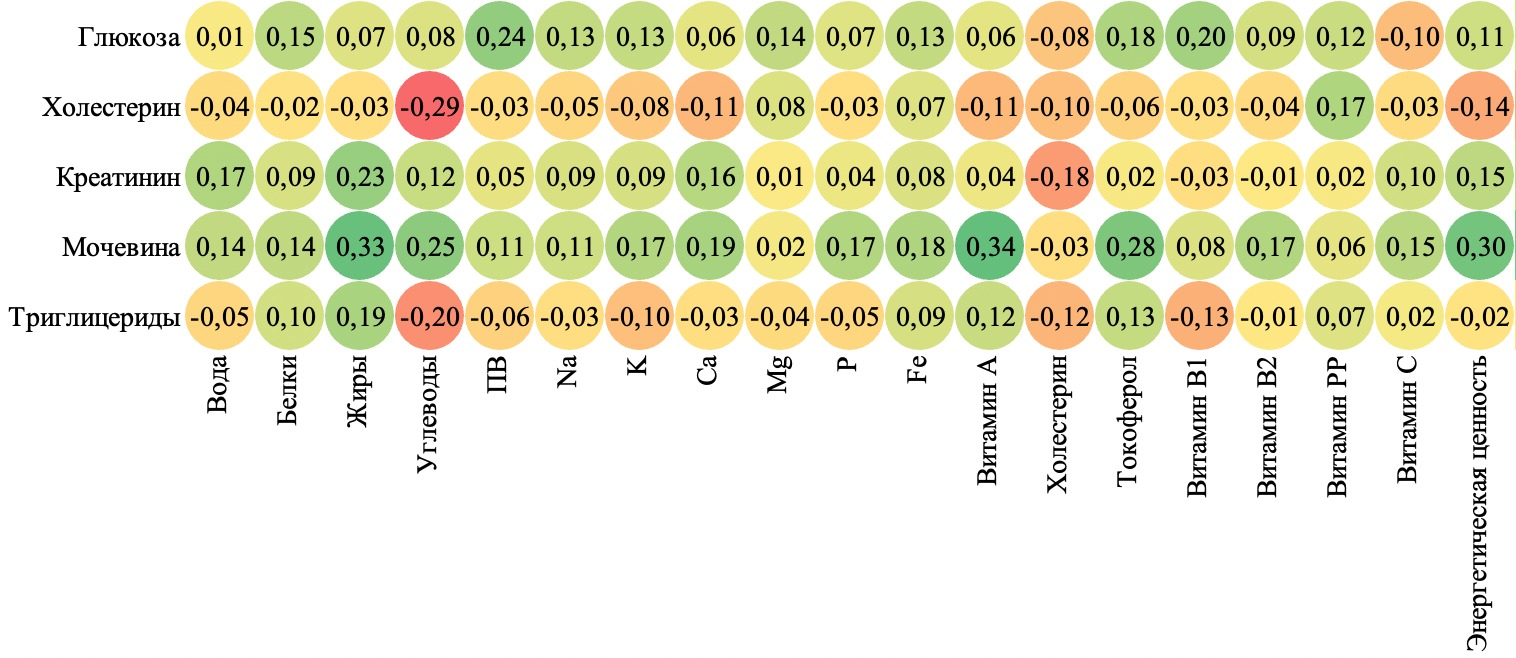 Глюкоза 0,01 0,15 0,07 0,08 0,24 0,13 0,13 0,06 0,14 0,07 0,13 0,06 -0,08 0,18 0,20 0,09 0,12 -0,10 0,11
Холестерин -0,04 -0,02 -0,03 -0,29 -0,03 -0,05 -0,08 -0,11 0,08 -0,03 0,07 -0,11 -0,10 -0,06 -0,03 -0,04 0,17 -0,03 -0,14
Креатинин 0,17 0,09 0,23 0,12 0,05 0,09 0,09 0,16 0,01 0,04 0,08 0,04 -0,18 0,02 -0,03 -0,01 0,02 0,10 0,15
Мочевина 0,14 0,14 0,33 0,25 0,11 0,11 0,17 0,19 0,02 0,17 0,18 0,34 -0,03 0,28 0,08 0,17 0,06 0,15 0,30
Триглицериды -0,05 0,10 0,19 -0,20 -0,06 -0,03 -0,10 -0,03 -0,04 -0,05 0,09 0,12 -0,12 0,13 -0,13 -0,01 0,07 0,02 -0,02
Вода
Белки
Жиры
Углеводы
ПВ
Na
K
Ca
Mg
P
Fe
Витамин А
Холестерин
Токоферол
Витамин В1
Витамин В2
Витамин РР
Витамин С
Энергетическая ценность